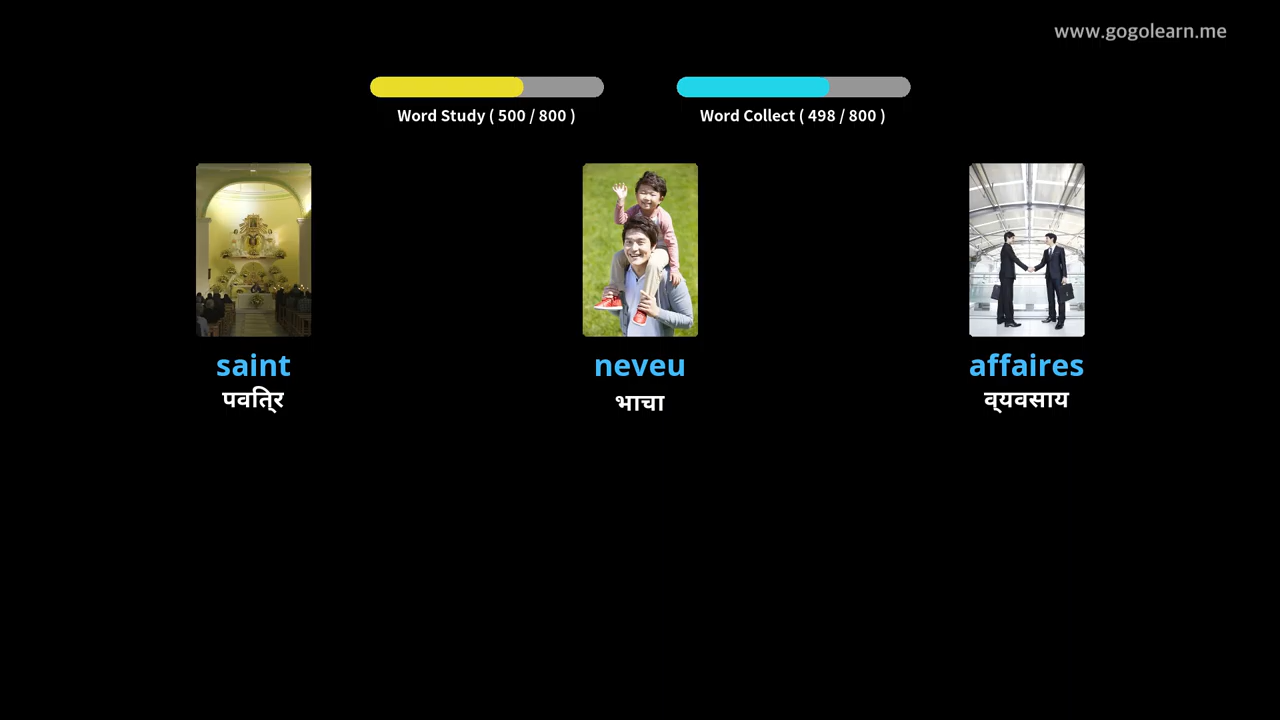 www.gogolearn.me
Word Study ( 500 / 800 )
Word Collect ( 498 / 800 )
saint
neveu
affaires
पवित्र
भाचा
व्यवसाय